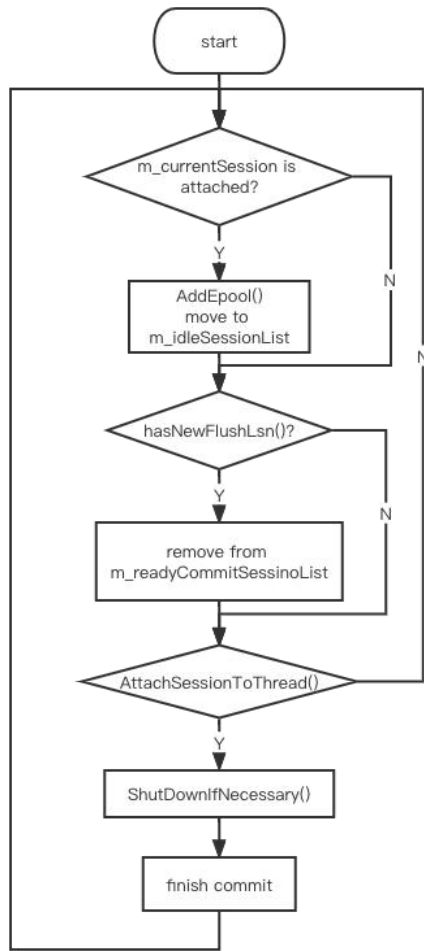 start
m_currentSession is
attached?
Y
N
AddEpool()
move to
m_idleSessionList
N
hasNewFlushLsn()?
Y
N
remove from
m_readyCommitSessinoList
AttachSessionToThread()
Y
ShutDownIfNecessary()
finish commit